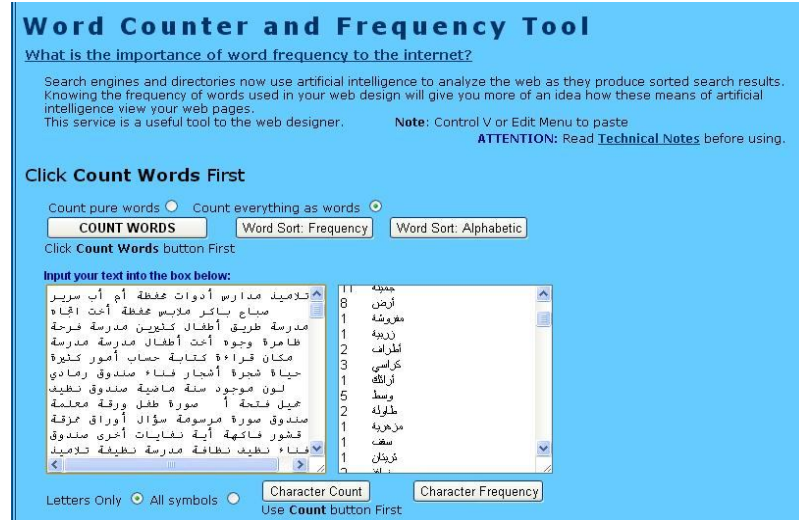 Word Counter and Frequency Tool
What is the importance of word frequency to the internet?
Search engines and directories now use artificial intelligence to analyze the web as they produce sorted search results.
Knowing the frequency of words used in your web design will give you more of an idea how these means of artificial
intelligence view your web pages.
This service is a useful tool to the web designer. Note: Control V or Edit Menu to paste
ATTENTION: Read Technical Notes before using.
Click Count Words First
Count pure words Count everything as words
COUNT WORDS Word Sort: Frequency Word Sort: Alphabetic
Click Count Words button First
Input your text into the box below:
تلاميذ مدارس أدوات محفظة أم أب سرير
صباح باكر ملابس محفظة أخت اتجاه
مدرسة طريق أطفال كثيرين مدرسة فرحة
ظامرة وجوه أخت أطفال مدرسة مدرسة
مكان قراءة كتابة حساب أمور كثيرة
حياة شجرة أشجار فناء صندوق رمادي
لون موجود سنة ماضية صندوق نظيف
جميل فتحة أ صورة طفل ورقة معلمة
صندوق صورة مرسومة سؤال أوراق ممزقة
قشور فاكهة أية نفايات أخرى صندوق
فناء نظيف نظافة مدرسة نظيفة تلاميذ
11 جميلة
8 أرض
1 مفروشة
1 زربية
2 أطراف
3 كراسي
1 أرائك
5 وسط
2 طاولة
1 مزهرية
1 سقف
1 ثريتان
Letters Only All symbols Character Count Character Frequency
Use Count button First